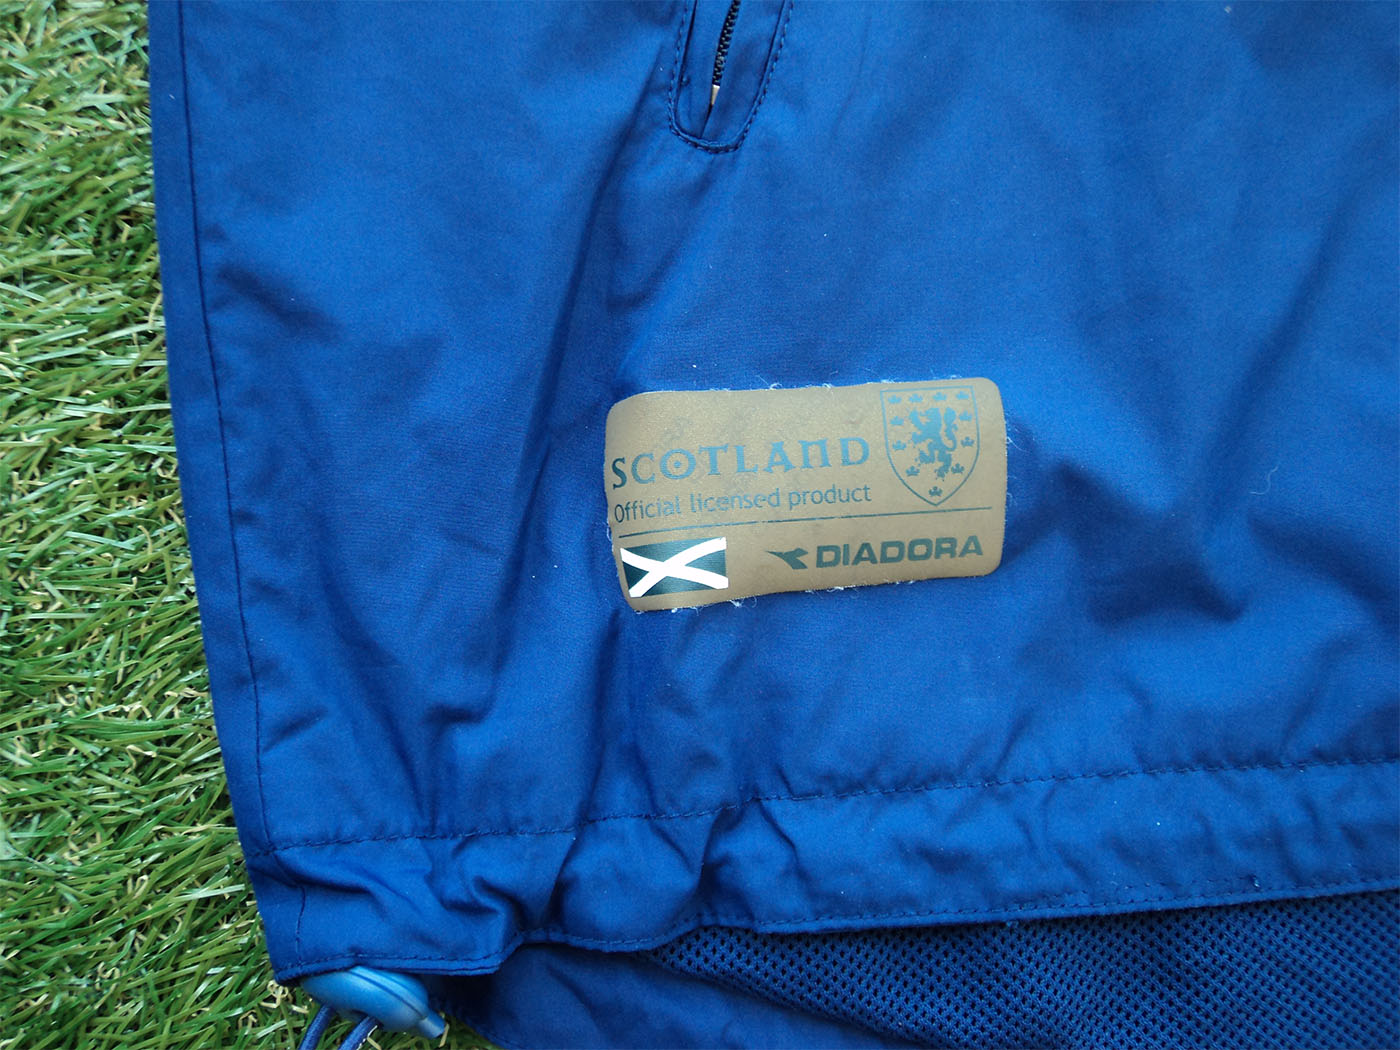 SCOTLAND
Official licensed product
DIADORA